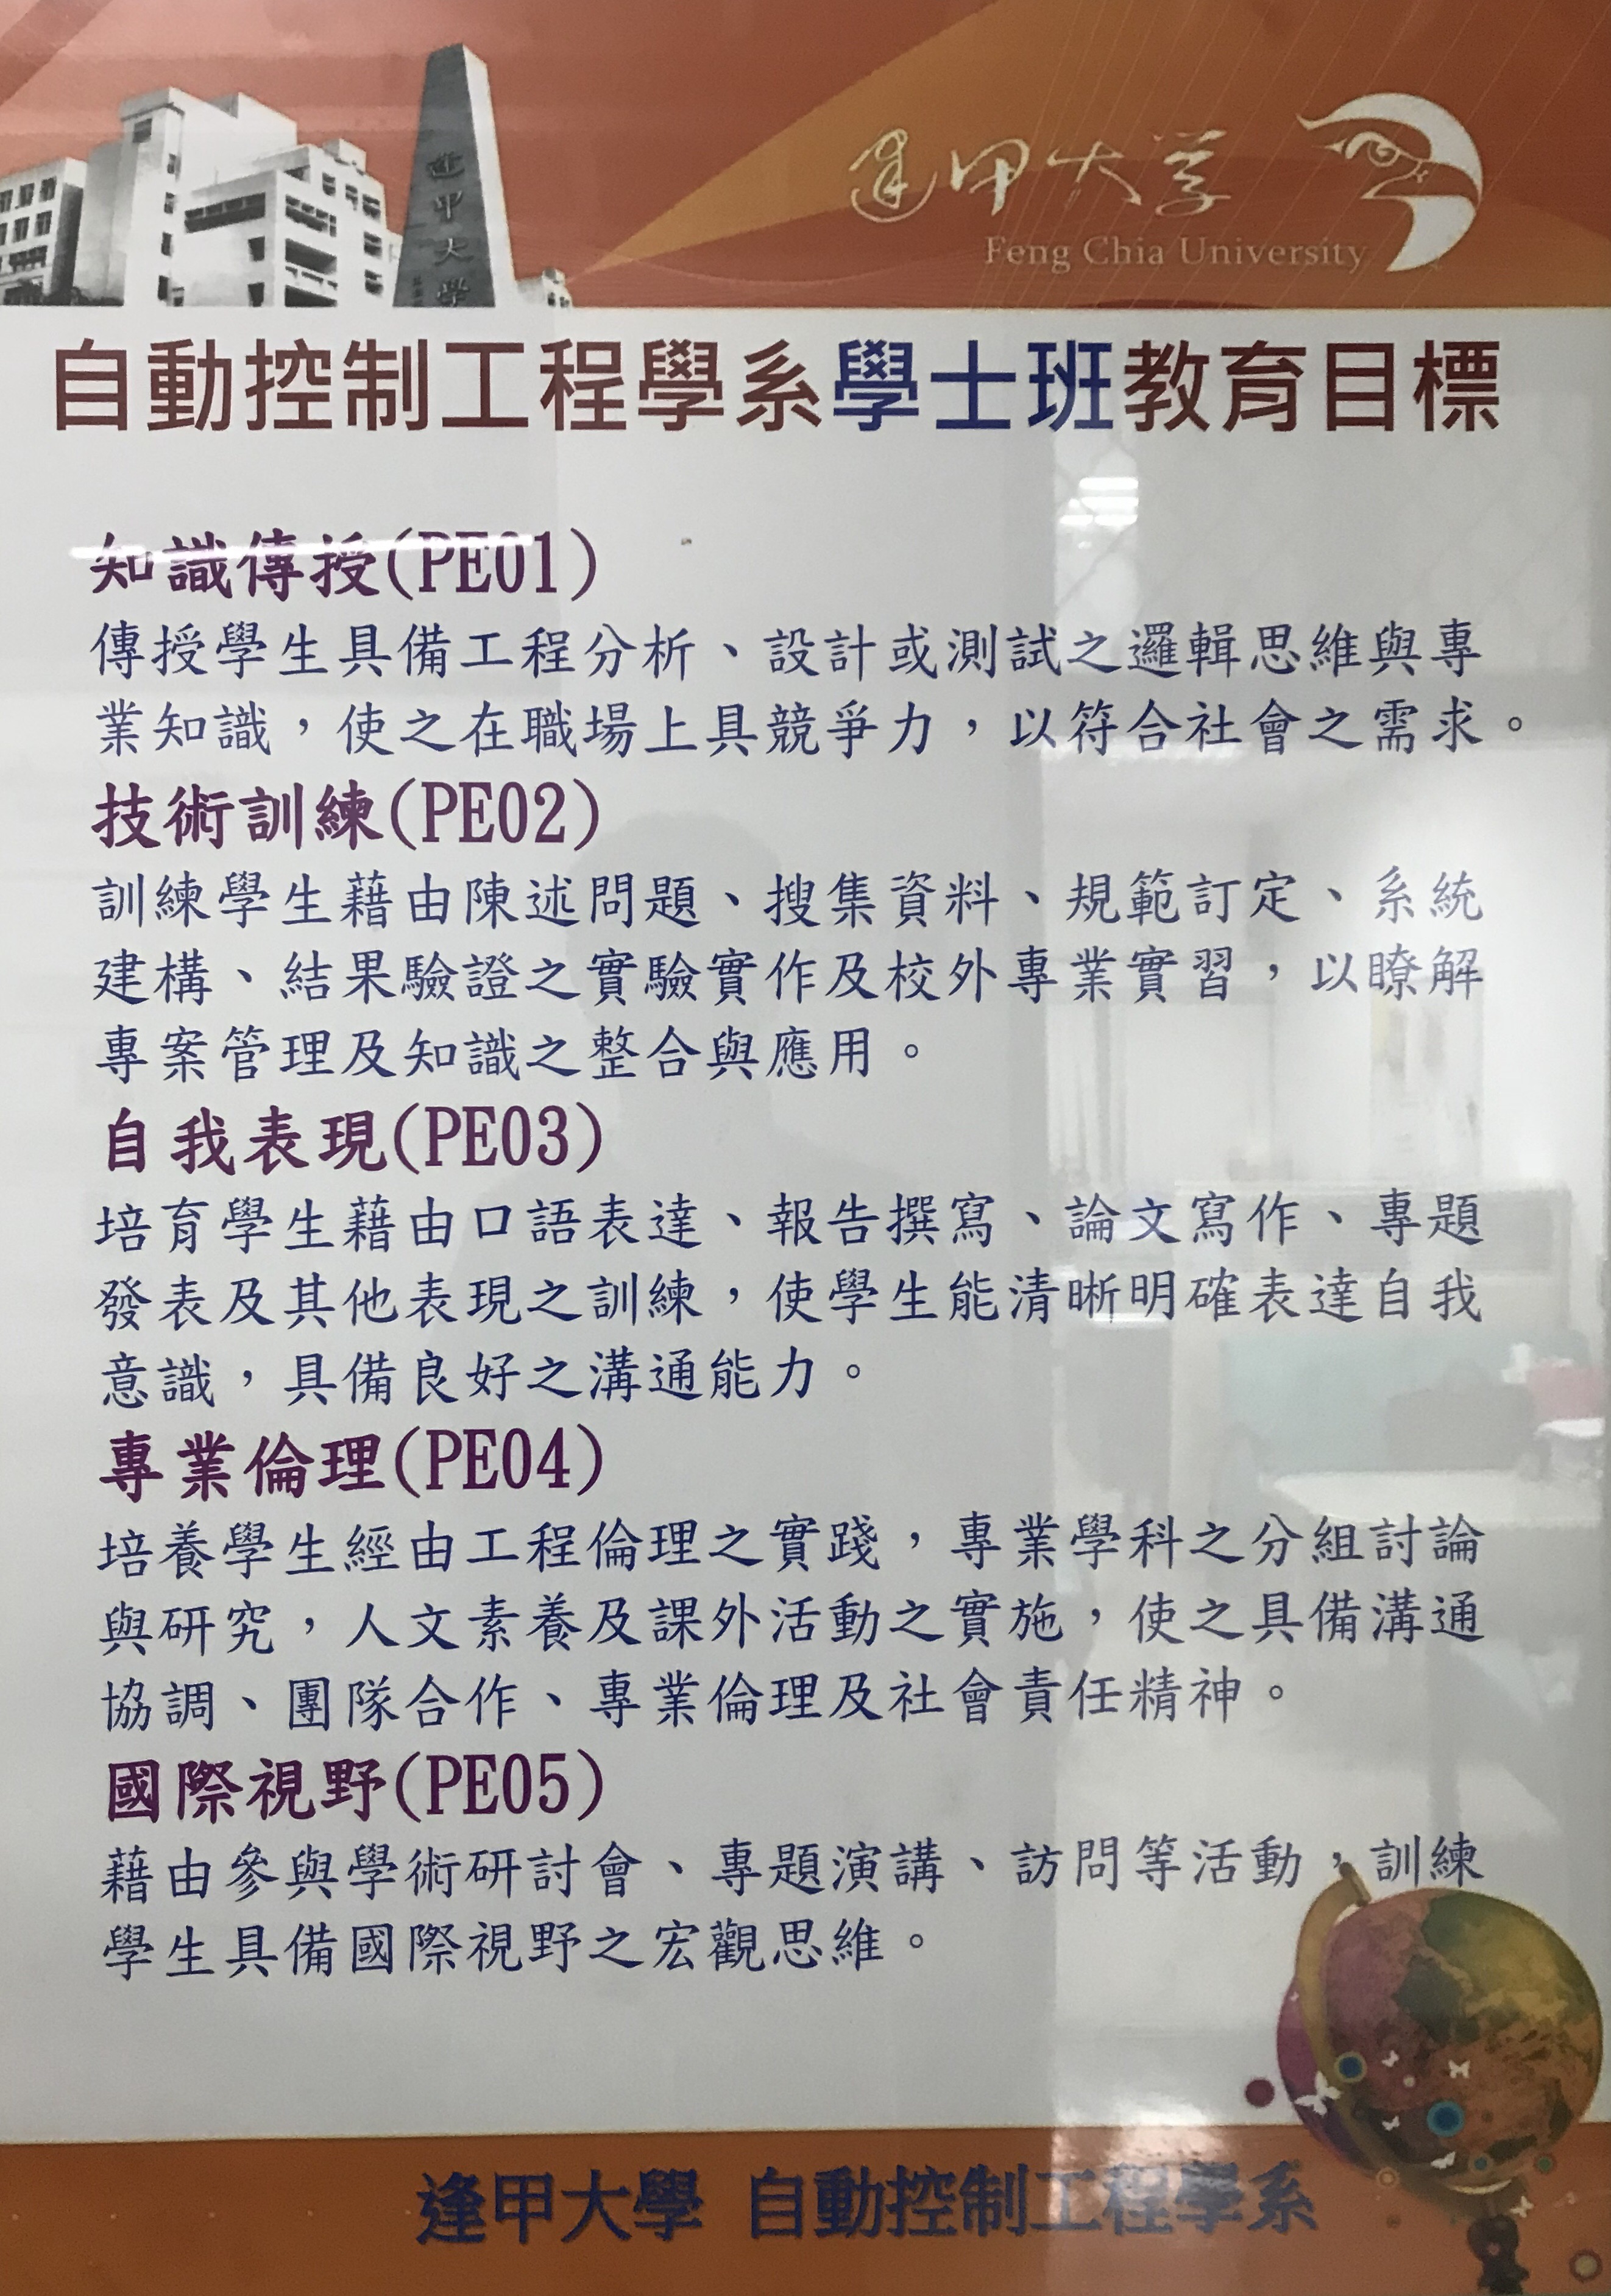 逢甲大學
逢甲大学
Feng Chia University
自動控制工程學系學士班教育目標
知識傳授(PE01)
傳授學生具備工程分析、設計或測試之邏輯思維與專
業知識，使之在職場上具競爭力，以符合社會之需求。
技術訓練(PE02)
訓練學生藉由陳述問題、搜集資料、規範訂定、系統
建構、結果驗證之實驗實作及校外專業實習，以瞭解
專案管理及知識之整合與應用。
自我表現(PE03)
培育學生藉由口語表達、報告撰寫、論文寫作、專題
發表及其他表現之訓練，使學生能清晰明確表達自我
意識，具備良好之溝通能力。
專業倫理(PE04)
培養學生經由工程倫理之實踐，專業學科之分組討論
與研究，人文素養及課外活動之實施，使之具備溝通
協調、團隊合作、專業倫理及社會責任精神。
國際視野(PE05)
藉由參與學術研討會、專題演講、訪問等活動，訓練
學生具備國際視野之宏觀思維。
逢甲大學 自動控制工程學系